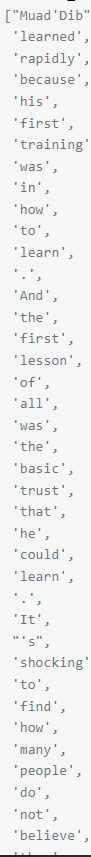 ["Muad'Dib"
'learned',
'rapidly',
'because',
'his',
'first',
'training'
'was',
'in',
'how',
'to',
'learn',
'.',
'And',
'the',
'first',
'lesson',
'of',
'all',
'was',
'the',
'basic',
'trust',
'that',
'he',
'could',
'learn',
'.',
'It',
"'s",
'shocking'
'to',
'find',
'how',
'many',
'people',
'do',
'not',
'believe',